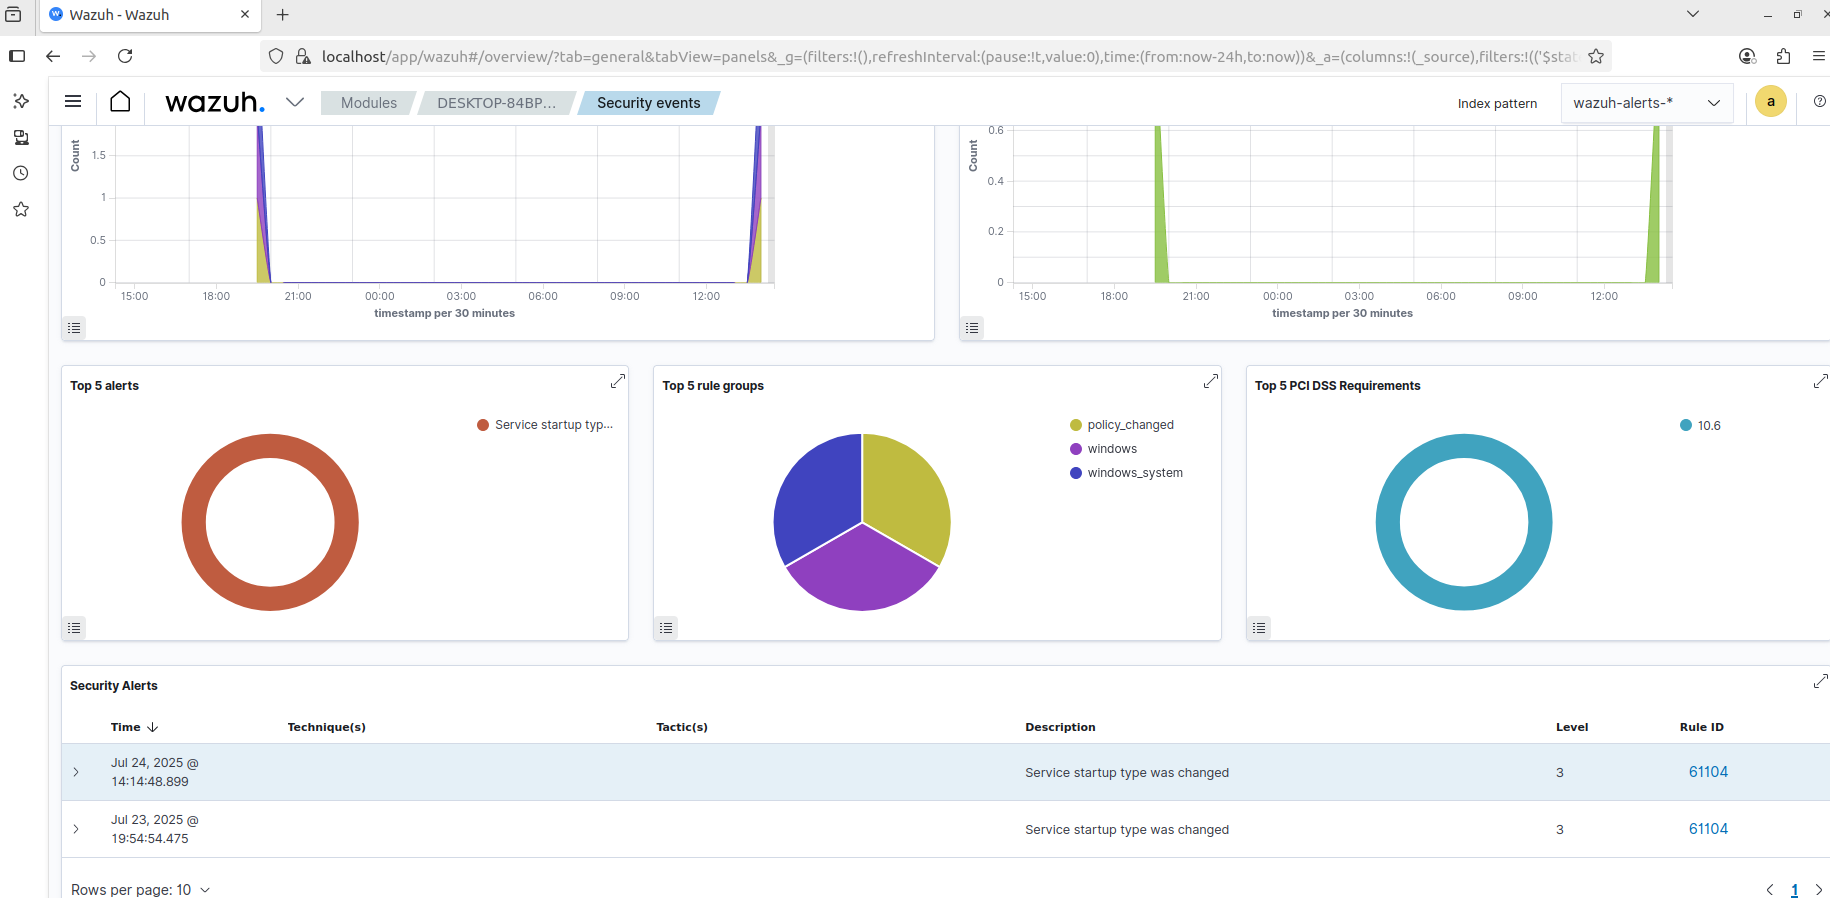 Wazuh - Wazuh
localhost/app/wazuh#/overview/?tab=general&tabView=panels&_g=(filters:!(),refreshInterval:(pause:!t,value:0),time:(from:now-24h,to:now))&_a=(columns:!(_source),filters:!(('$stat
wazuh.
Modules
DESKTOP-84BP...
Security events
Index pattern
wazuh-alerts-*
a
Count
1.5
1
0.5
0
15:00 18:00 21:00 00:00 03:00 06:00 09:00 12:00
timestamp per 30 minutes
Count
0.6
0.4
0.2
0
15:00 18:00 21:00 00:00 03:00 06:00 09:00 12:00
timestamp per 30 minutes
Top 5 alerts
Service startup typ...
Top 5 rule groups
policy_changed
windows
windows_system
Top 5 PCI DSS Requirements
10.6
Security Alerts
Time Technique(s) Tactic(s) Description Level Rule ID
Jul 24, 2025 @
14:14:48.899
Service startup type was changed 3 61104
Jul 23, 2025 @
19:54:54.475
Service startup type was changed 3 61104
Rows per page: 10
1